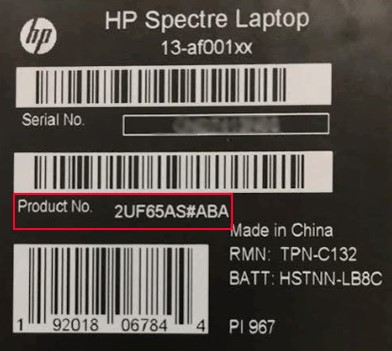 hp
HP Spectre Laptop
13-af001xx
Serial No.
Product No. 2UF65AS#ABA
Made in China
RMN: TPN-C132
BATT: HSTNN-LB8C
1 92018 06784 4
PI 967